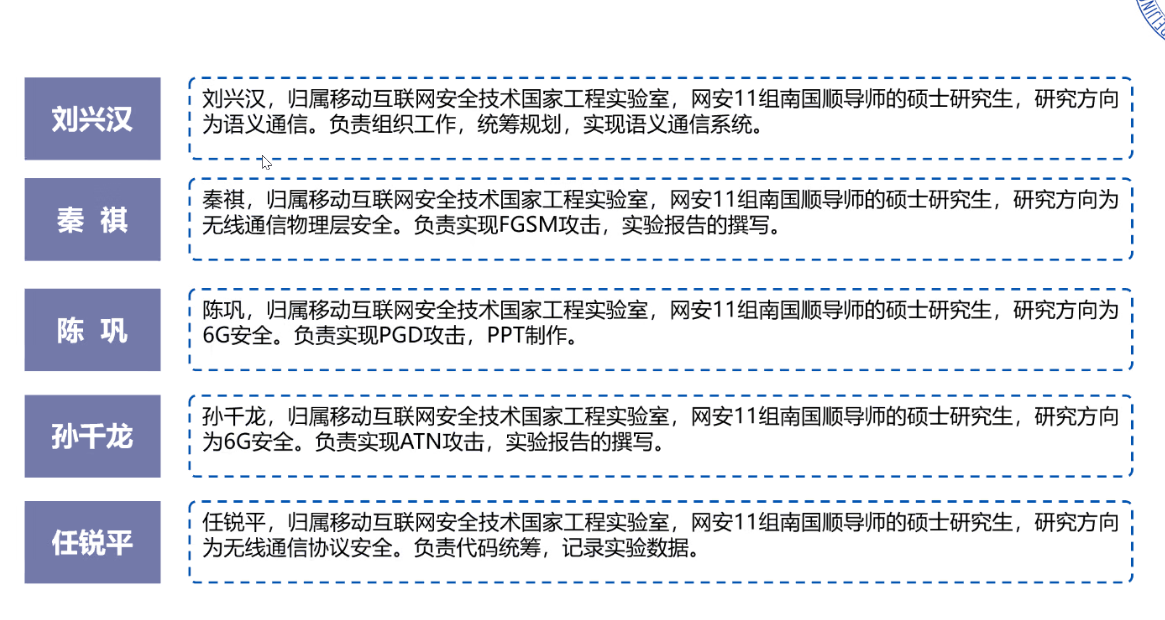 BEIJING
刘兴汉
刘兴汉，归属移动互联网安全技术国家工程实验室，网安11组南国顺导师的硕士研究生，研究方向
为语义通信。负责组织工作，统筹规划，实现语义通信系统。
秦 祺
秦祺，归属移动互联网安全技术国家工程实验室，网安11组南国顺导师的硕士研究生，研究方向为
无线通信物理层安全。负责实现FGSM攻击，实验报告的撰写。
陈 巩
陈巩，归属移动互联网安全技术国家工程实验室，网安11组南国顺导师的硕士研究生，研究方向为
6G安全。负责实现PGD攻击，PPT制作。
孙千龙
孙千龙，归属移动互联网安全技术国家工程实验室，网安11组南国顺导师的硕士研究生，研究方向
为6G安全。负责实现ATN攻击，实验报告的撰写。
任锐平
任锐平，归属移动互联网安全技术国家工程实验室，网安11组南国顺导师的硕士研究生，研究方向
为无线通信协议安全。负责代码统筹，记录实验数据。